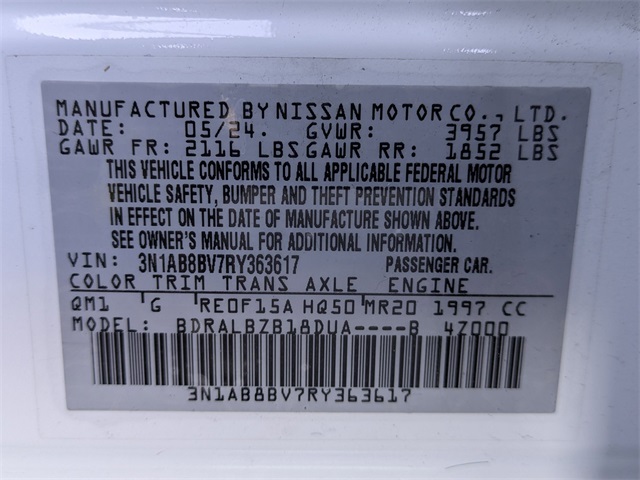 MANUFACTURED BY NISSAN MOTOR CO., LTD.
DATE: 05/24. GVWR: 3957 LBS
GAWR FR: 2116 LBS GAWR RR: 1852 LBS
THIS VEHICLE CONFORMS TO ALL APPLICABLE FEDERAL MOTOR
VEHICLE SAFETY, BUMPER AND THEFT PREVENTION STANDARDS
IN EFFECT ON THE DATE OF MANUFACTURE SHOWN ABOVE.
SEE OWNER'S MANUAL FOR ADDITIONAL INFORMATION.
VIN: 3N1AB8BV7RY363617 PASSENGER CAR.
COLOR TRIM TRANS AXLE ENGINE
QM1 G RE0F15A HQ50 MR20 1997 CC
MODEL: BDRALBZB18DUA----B 4Z000
3N1AB8BV7RY363617